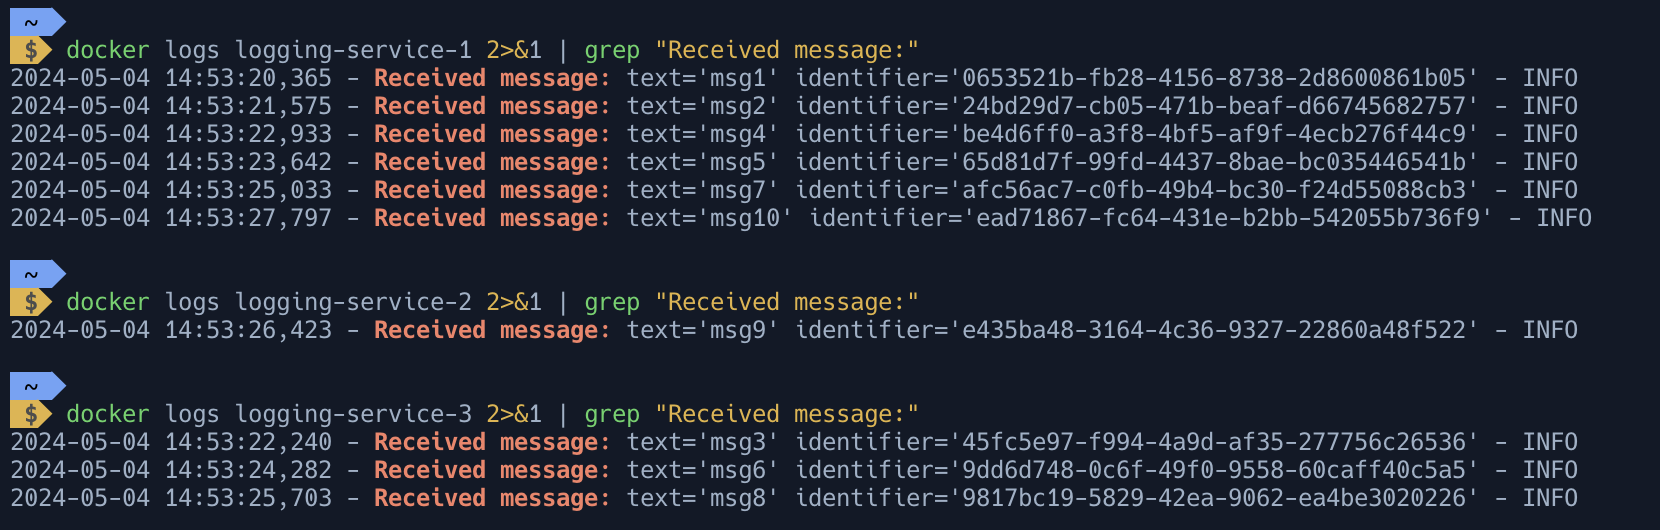 ~
$ docker logs logging-service-1 2>&1 | grep "Received message:"
2024-05-04 14:53:20,365 - Received message: text='msg1' identifier='0653521b-fb28-4156-8738-2d8600861b05' - INFO
2024-05-04 14:53:21,575 - Received message: text='msg2' identifier='24bd29d7-cb05-471b-beaf-d66745682757' - INFO
2024-05-04 14:53:22,933 - Received message: text='msg4' identifier='be4d6ff0-a3f8-4bf5-af9f-4ecb276f44c9' - INFO
2024-05-04 14:53:23,642 - Received message: text='msg5' identifier='65d81d7f-99fd-4437-8bae-bc035446541b' - INFO
2024-05-04 14:53:25,033 - Received message: text='msg7' identifier='afc56ac7-c0fb-49b4-bc30-f24d55088cb3' - INFO
2024-05-04 14:53:27,797 - Received message: text='msg10' identifier='ead71867-fc64-431e-b2bb-542055b736f9' - INFO
~
$ docker logs logging-service-2 2>&1 | grep "Received message:"
2024-05-04 14:53:26,423 - Received message: text='msg9' identifier='e435ba48-3164-4c36-9327-22860a48f522' - INFO
~
$ docker logs logging-service-3 2>&1 | grep "Received message:"
2024-05-04 14:53:22,240 - Received message: text='msg3' identifier='45fc5e97-f994-4a9d-af35-277756c26536' - INFO
2024-05-04 14:53:24,282 - Received message: text='msg6' identifier='9dd6d748-0c6f-49f0-9558-60caff40c5a5' - INFO
2024-05-04 14:53:25,703 - Received message: text='msg8' identifier='9817bc19-5829-42ea-9062-ea4be3020226' - INFO